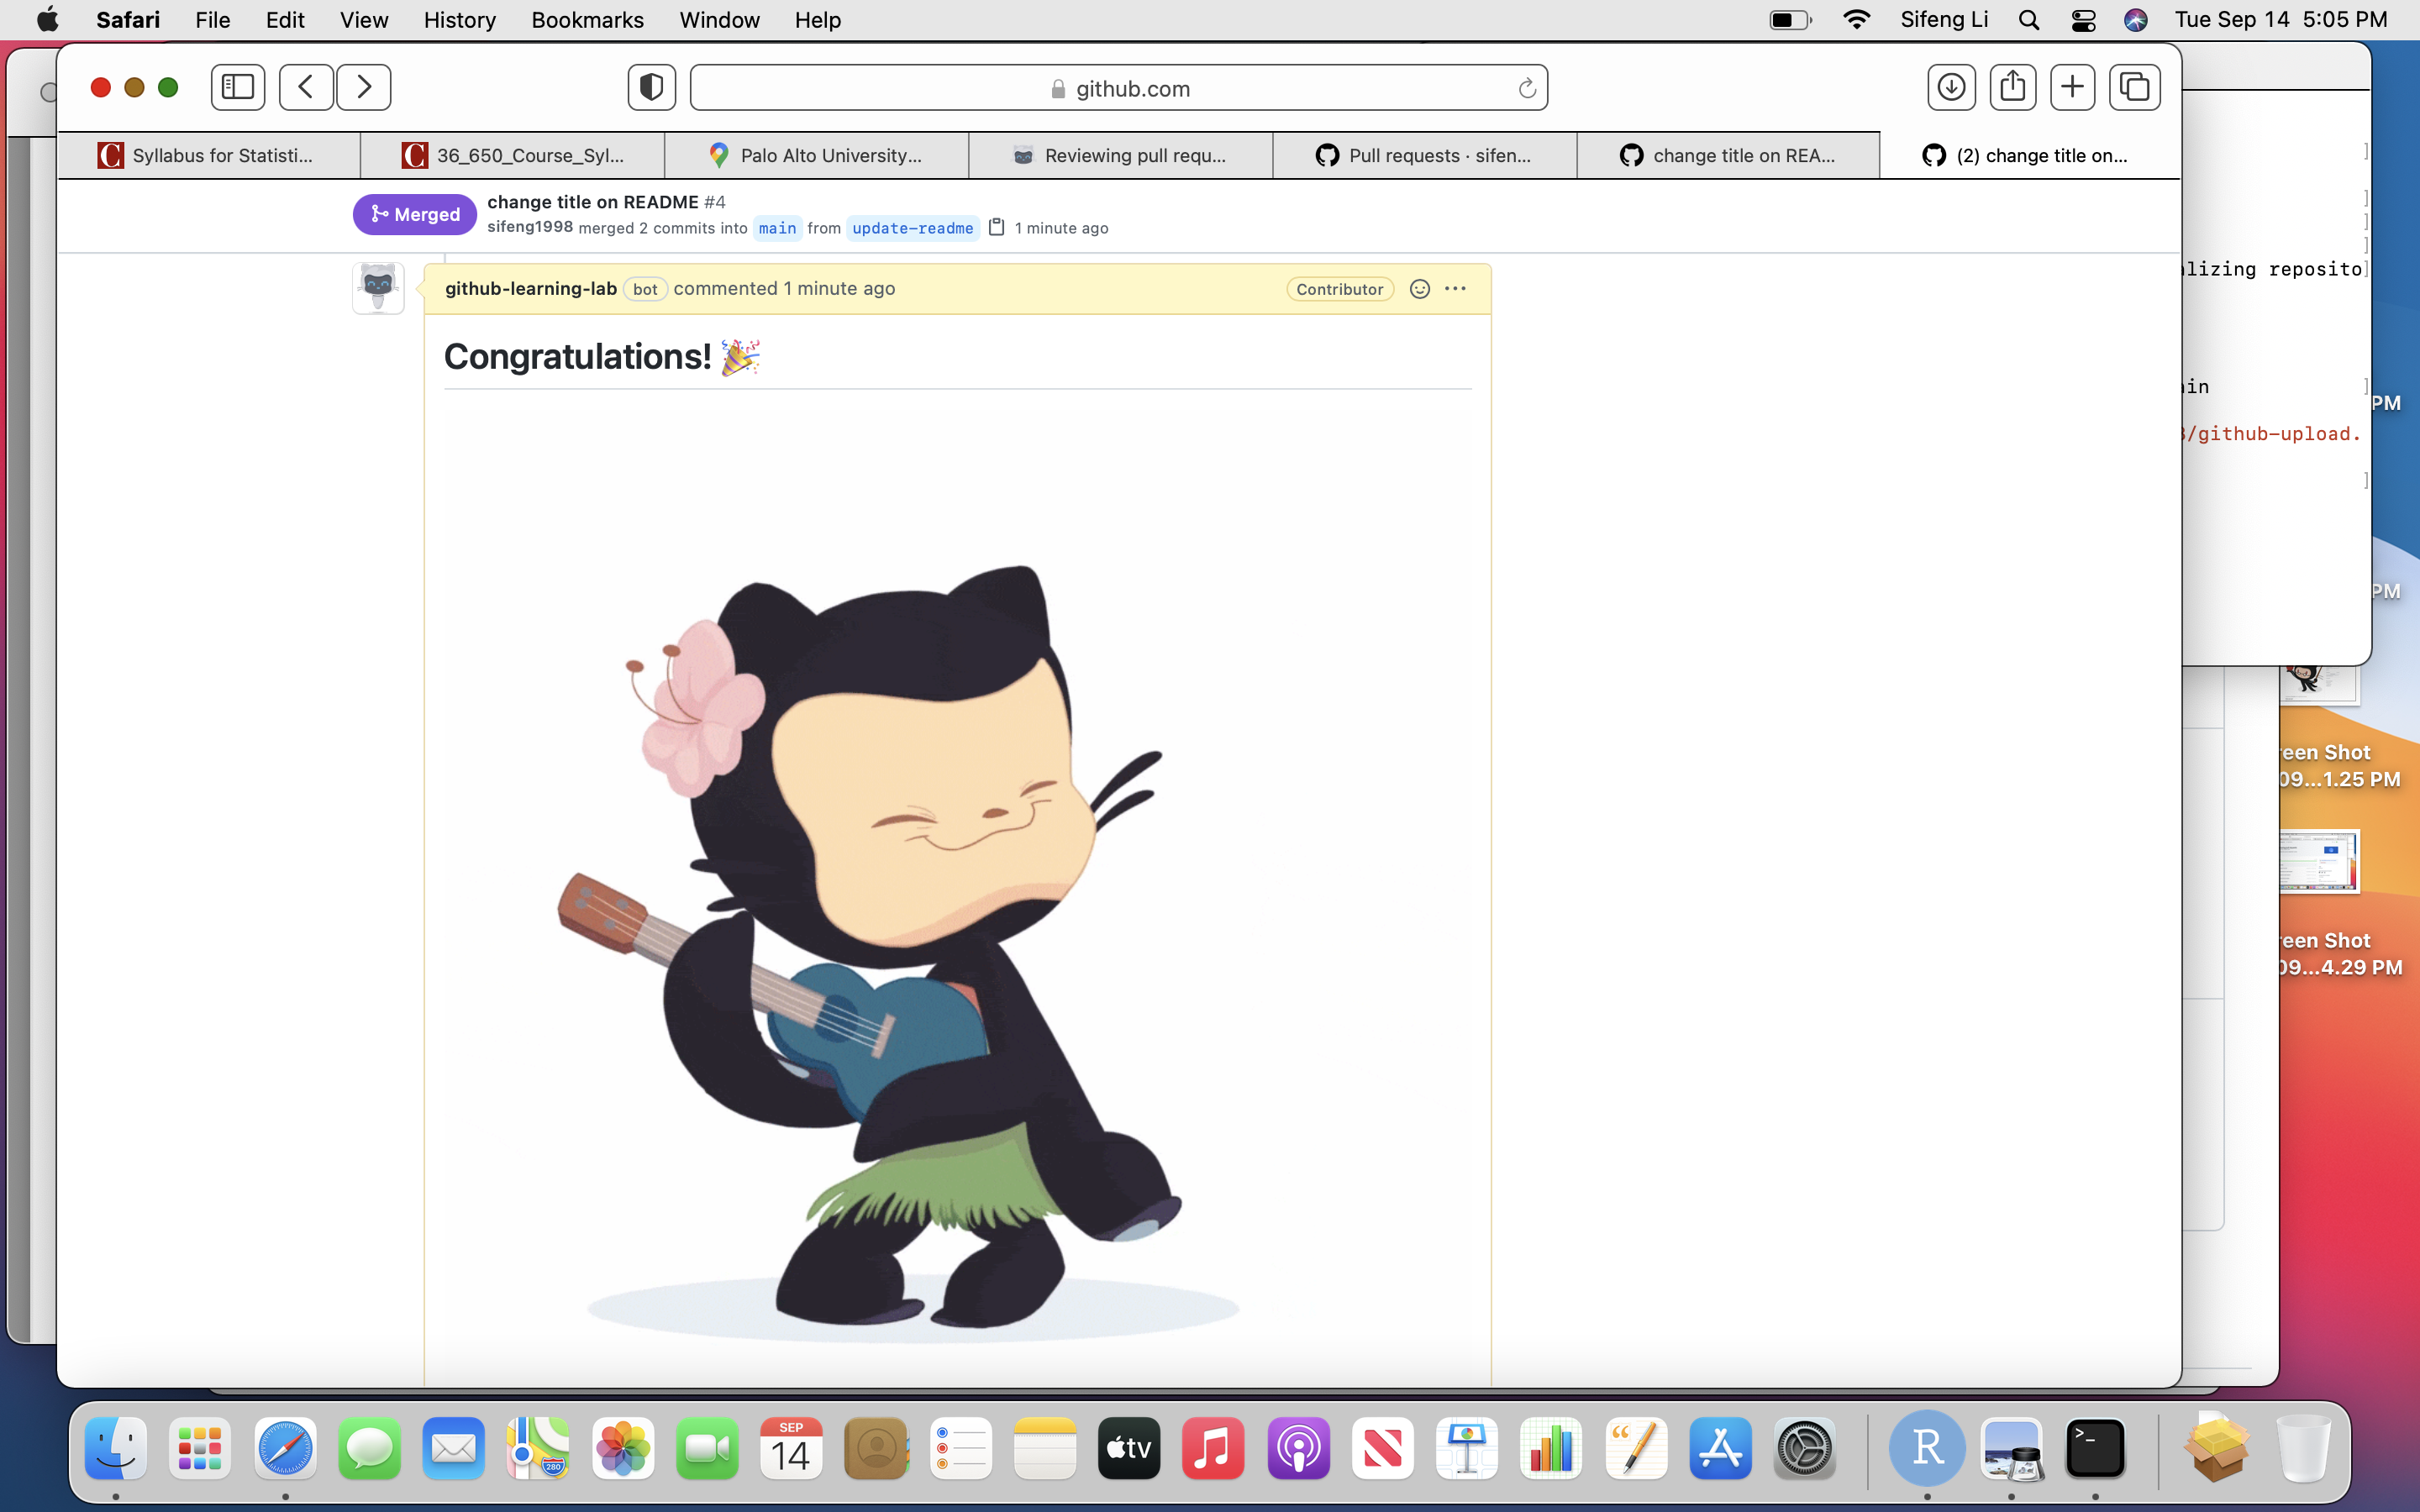 Safari File Edit View History Bookmarks Window Help Sifeng Li Tue Sep 14 5:05 PM
github.com
Syllabus for Statisti... 36_650_Course_Syl... Palo Alto University... Reviewing pull requ... Pull requests · sifen... change title on REA... (2) change title on...
Merged
change title on README #4
sifeng1998 merged 2 commits into main from update-readme 1 minute ago
github-learning-lab bot commented 1 minute ago Contributor
Congratulations! 🎉
lizing reposito]
in ]
/github-upload.
PM
PM
reen Shot
09...1.25 PM
reen Shot
09...4.29 PM
280
SEP
14
tv
R
>_